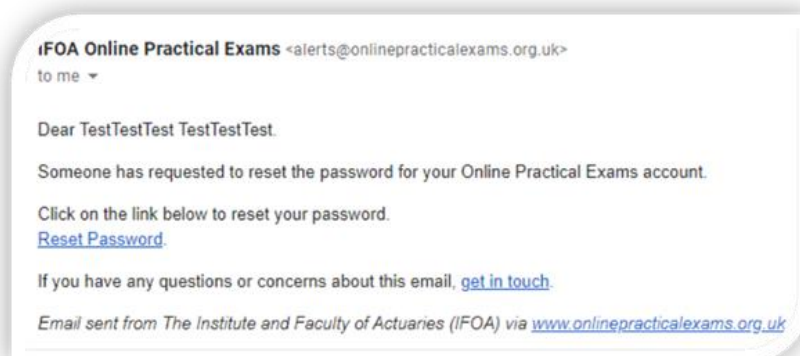 IFOA Online Practical Exams <alerts@onlinepracticalexams.org.uk>
to me
Dear TestTestTest TestTestTest.
Someone has requested to reset the password for your Online Practical Exams account.
Click on the link below to reset your password.
Reset Password.
If you have any questions or concerns about this email, get in touch.
Email sent from The Institute and Faculty of Actuaries (IFOA) via www.onlinepracticalexams.org.uk